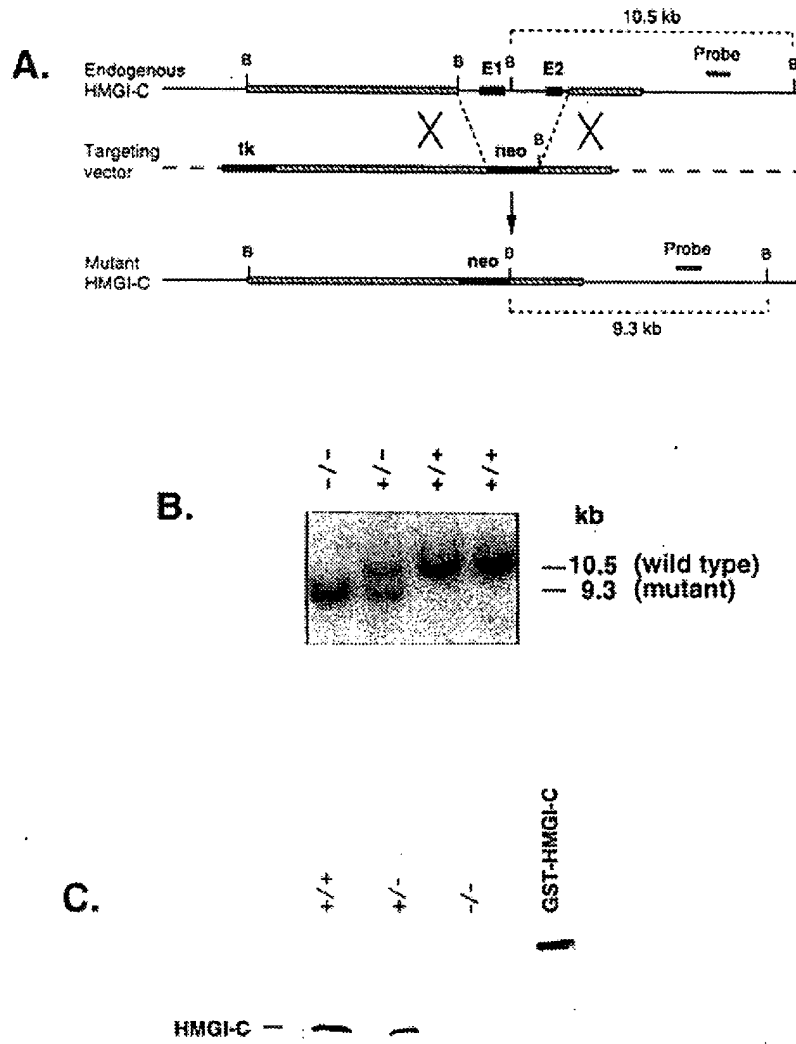 A.
10.5 kb
Endogenous HMGI-C
B B E1 B E2 Probe B
Targeting vector
tk neo B
Mutant HMGI-C
B neo B Probe B
9.3 kb
B.
-/- +/- +/+ +/+
kb
10.5 (wild type)
9.3 (mutant)
C.
+/+ +/- -/- GST-HMGI-C
HMGI-C